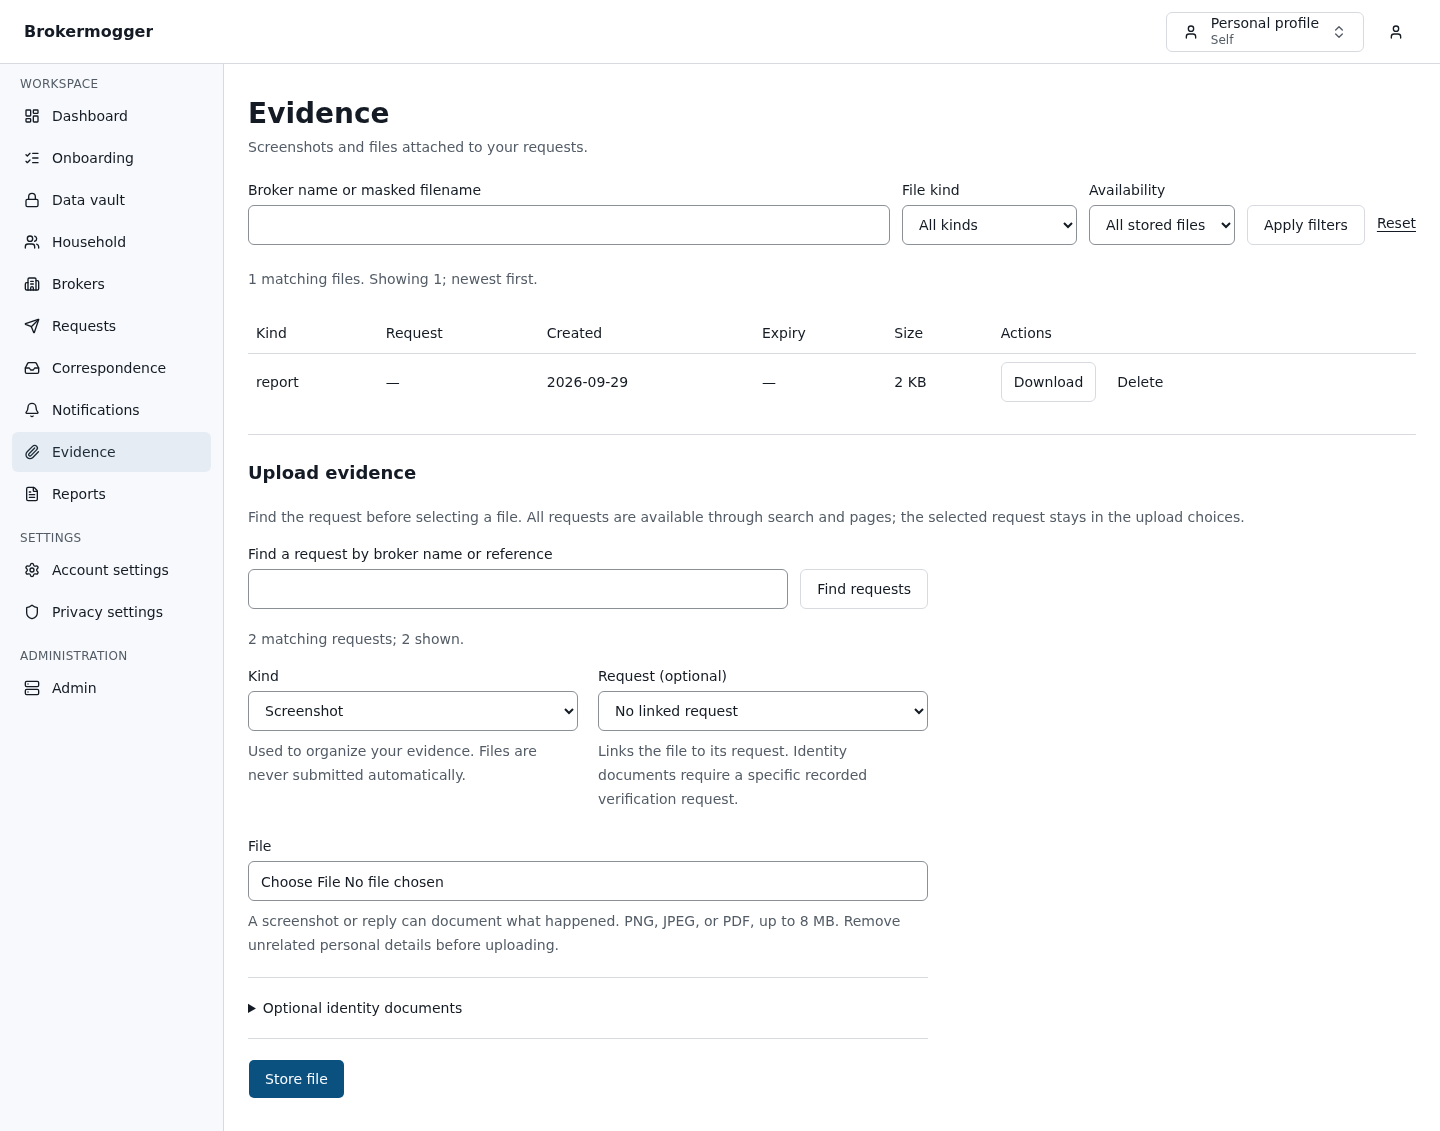 Brokermogger
Personal profile
Self
WORKSPACE
Dashboard
Onboarding
Data vault
Household
Brokers
Requests
Correspondence
Notifications
Evidence
Reports
SETTINGS
Account settings
Privacy settings
ADMINISTRATION
Admin
Evidence
Screenshots and files attached to your requests.
Broker name or masked filename
File kind
Availability
All kinds
All stored files
Apply filters
Reset
1 matching files. Showing 1; newest first.
Kind Request Created Expiry Size Actions
report — 2026-09-29 — 2 KB Download Delete
Upload evidence
Find the request before selecting a file. All requests are available through search and pages; the selected request stays in the upload choices.
Find a request by broker name or reference
Find requests
2 matching requests; 2 shown.
Kind
Screenshot
Used to organize your evidence. Files are
never submitted automatically.
Request (optional)
No linked request
Links the file to its request. Identity
documents require a specific recorded
verification request.
File
Choose File No file chosen
A screenshot or reply can document what happened. PNG, JPEG, or PDF, up to 8 MB. Remove
unrelated personal details before uploading.
Optional identity documents
Store file